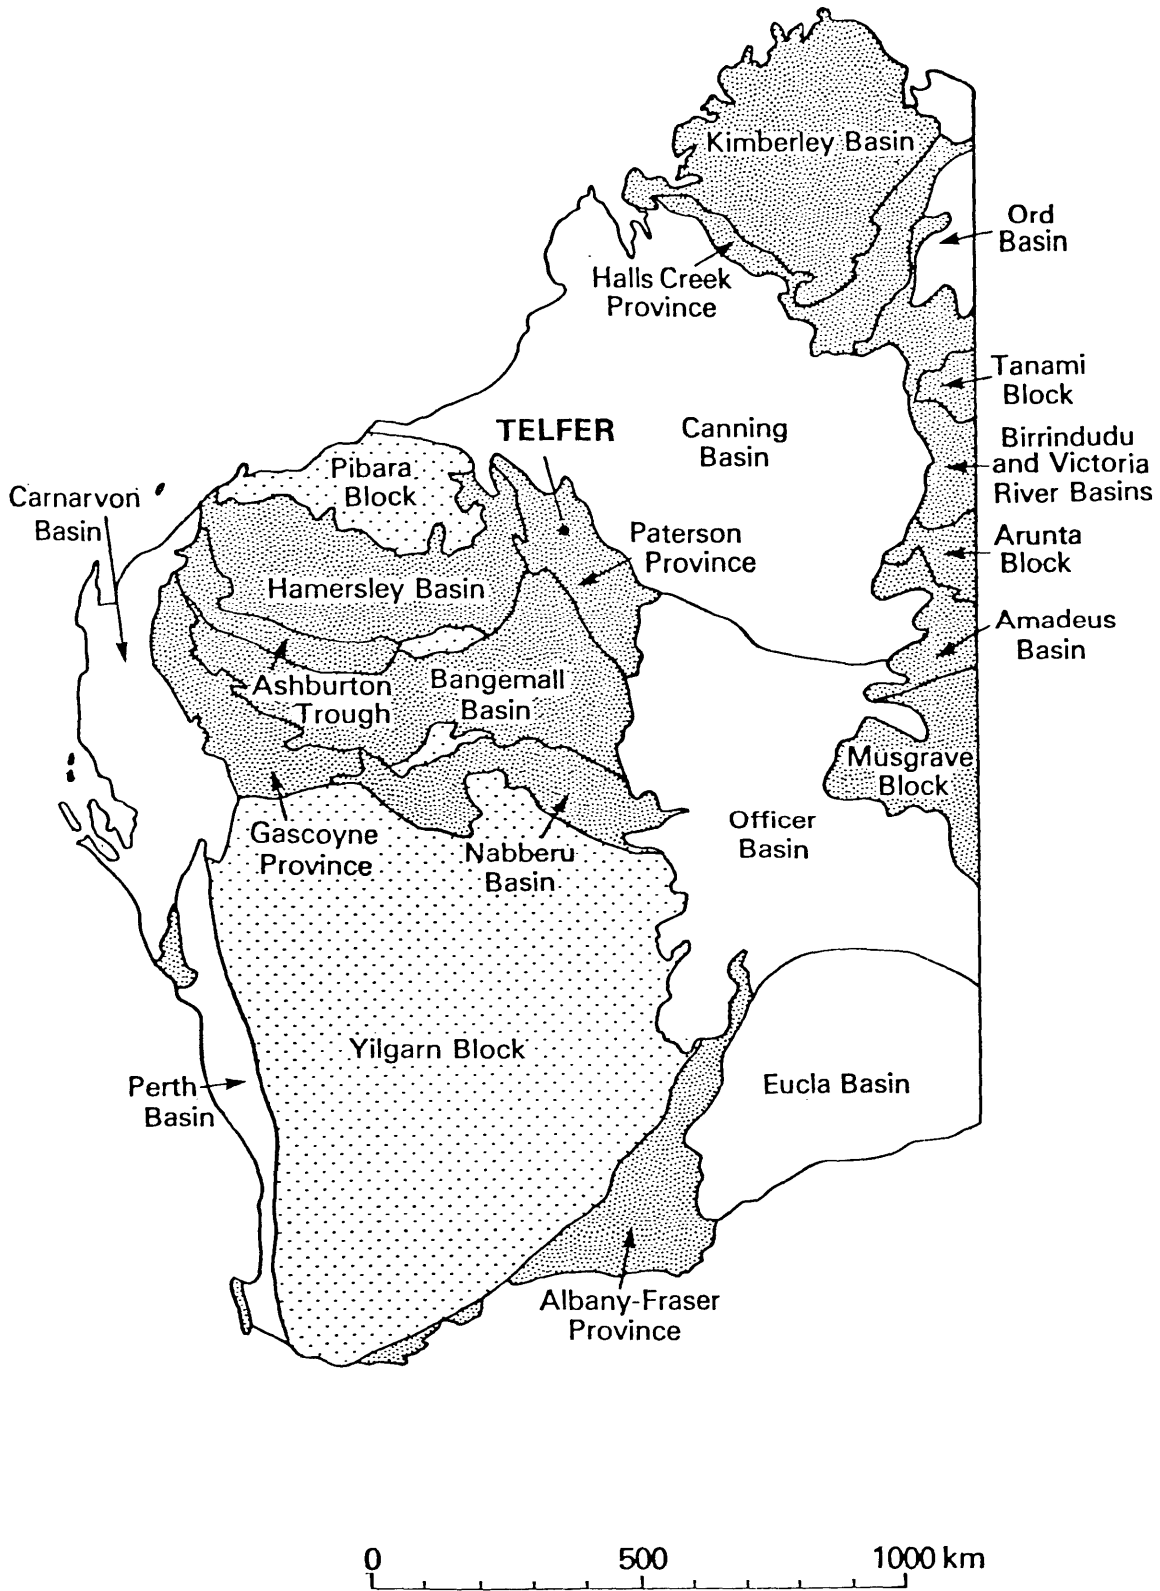 Kimberley Basin
Ord
Basin
Halls Creek
Province
Tanami
Block
TELFER
Canning
Basin
Birrindudu
and Victoria
River Basins
Pibara
Block
Carnarvon
Basin
Paterson
Province
Arunta
Block
Hamersley Basin
Amadeus
Basin
Ashburton
Trough
Bangemall
Basin
Musgrave
Block
Gascoyne
Province
Nabberu
Basin
Officer
Basin
Yilgarn Block
Perth
Basin
Eucla Basin
Albany-Fraser
Province
0 500 1000 km